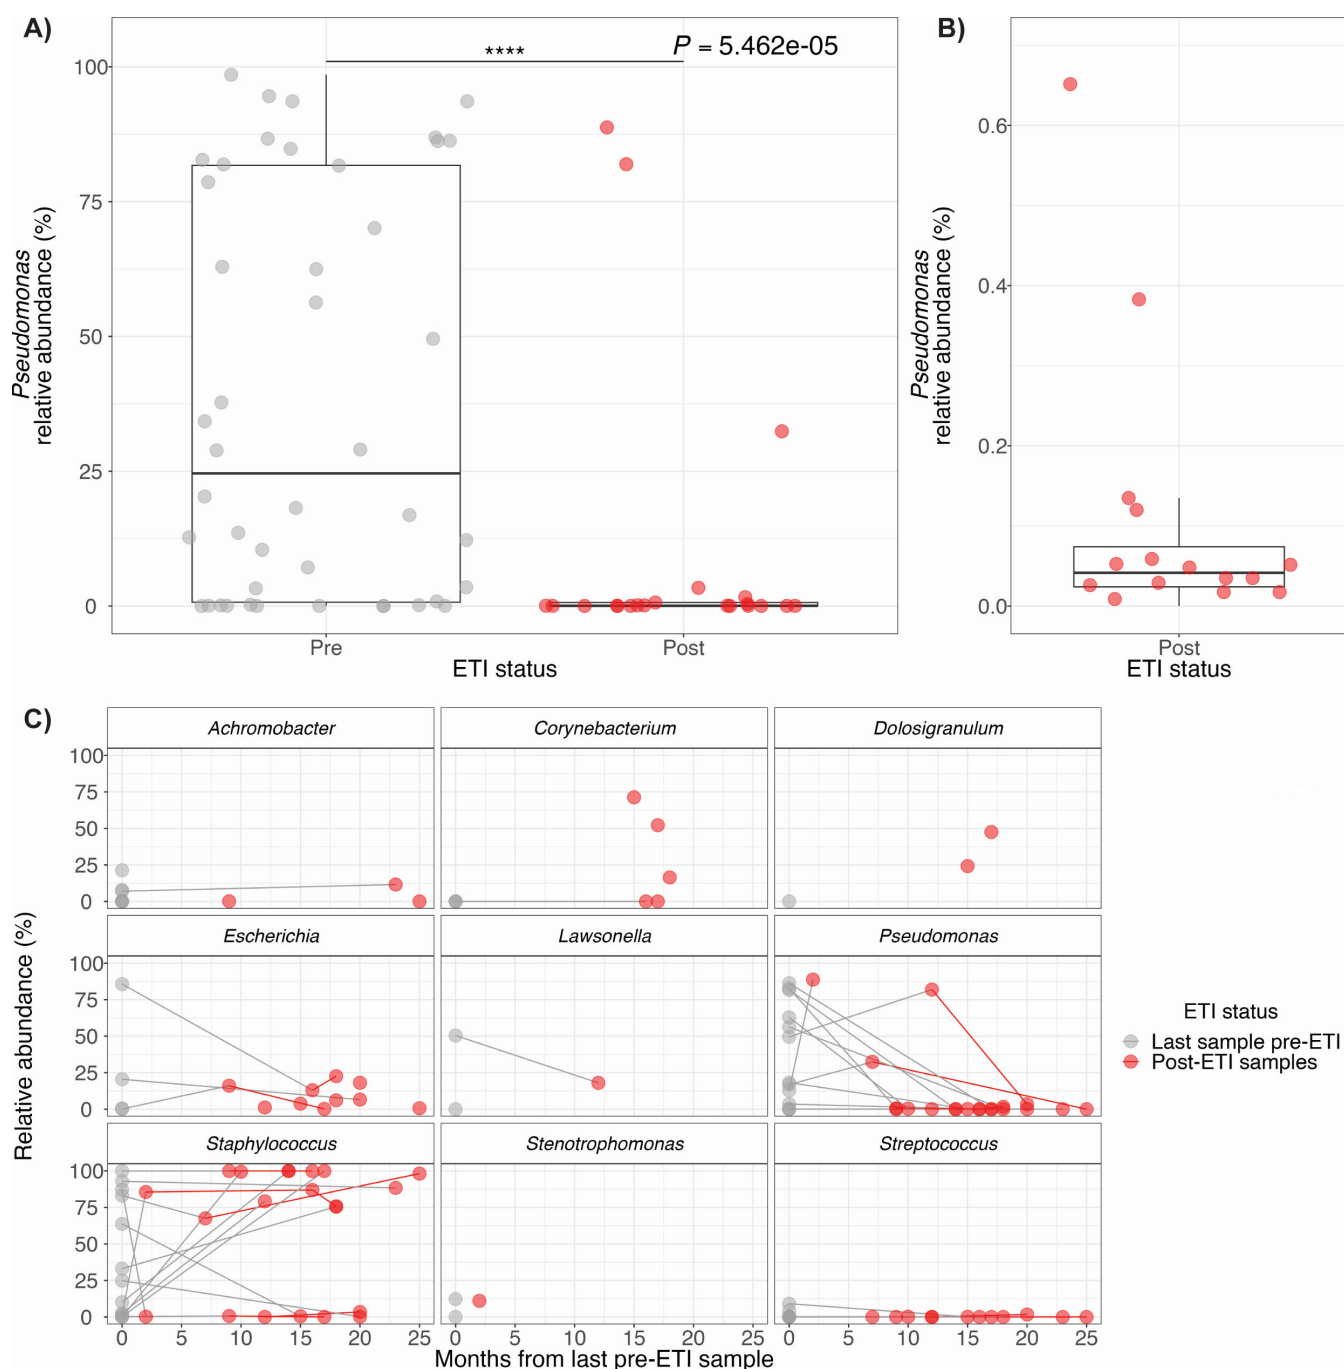 A)
B)
****
P = 5.462e-05
Pseudomonas
relative abundance (%)
100
75
50
25
0
Pre
Post
ETI status
Pseudomonas
relative abundance (%)
0.6
0.4
0.2
0.0
Post
ETI status
C)
Achromobacter
Corynebacterium
Dolosigranulum
100
75
50
25
0
Escherichia
Lawsonella
Pseudomonas
100
75
50
25
0
Staphylococcus
Stenotrophomonas
Streptococcus
100
75
50
25
0
Relative abundance (%)
0 5 10 15 20 25
0 5 10 15 20 25
0 5 10 15 20 25
Months from last pre-ETI sample
ETI status
Last sample pre-ETI
Post-ETI samples